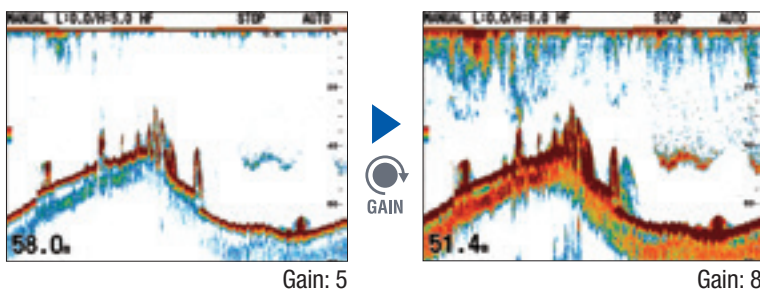 MANUAL L:0.0/H=5.0 HF STOP AUTO
58.0m
Gain: 5
GAIN
MANUAL L:0.0/H=8.0 HF STOP AUTO
51.4m
Gain: 8